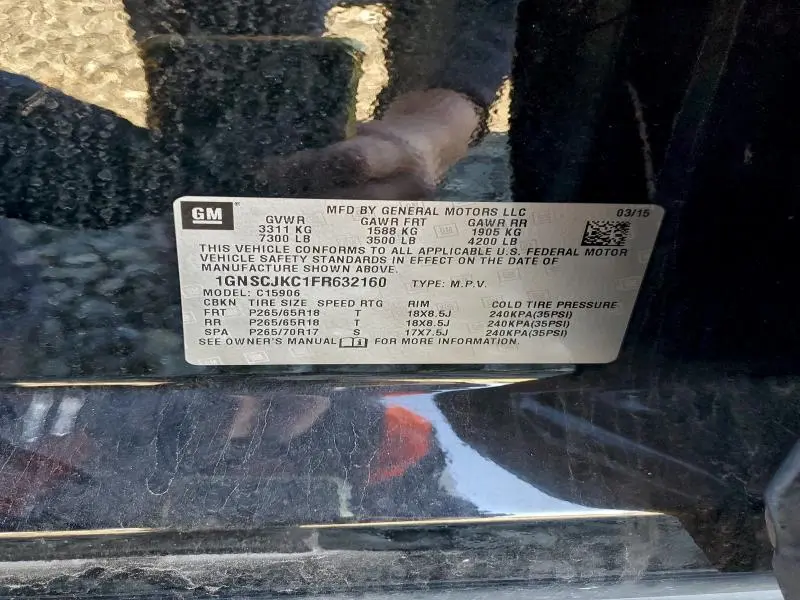 GM® MFD BY GENERAL MOTORS LLC 03/15
GVWR GAWR FRT GAWR RR
3311 KG 1588 KG 1905 KG
7300 LB 3500 LB 4200 LB
THIS VEHICLE CONFORMS TO ALL APPLICABLE U.S. FEDERAL MOTOR
VEHICLE SAFETY STANDARDS IN EFFECT ON THE DATE OF
MANUFACTURE SHOWN ABOVE.
1GNSCJKC1FR632160 TYPE: M.P.V.
MODEL: C15906
CBKN TIRE SIZE SPEED RTG RIM COLD TIRE PRESSURE
FRT P265/65R18 T 18X8.5J 240KPA(35PSI)
RR P265/65R18 T 18X8.5J 240KPA(35PSI)
SPA P265/70R17 S 17X7.5J 240KPA(35PSI)
SEE OWNER'S MANUAL i FOR MORE INFORMATION.